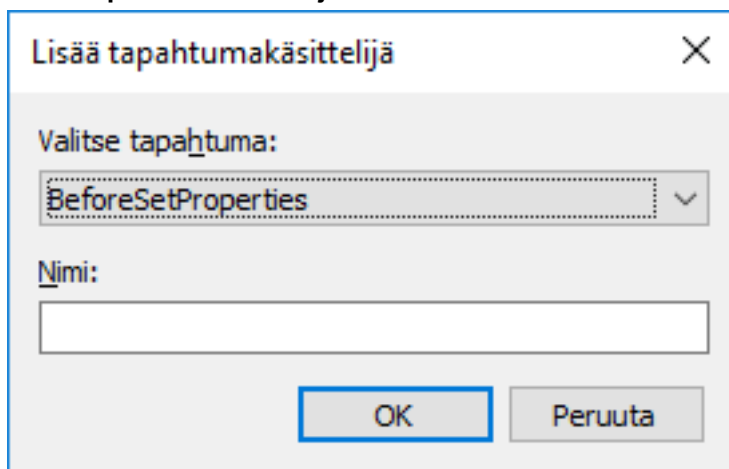 Lisää tapahtumakäsittelijä
Valitse tapahtuma:
BeforeSetProperties
Nimi:
OK Peruuta